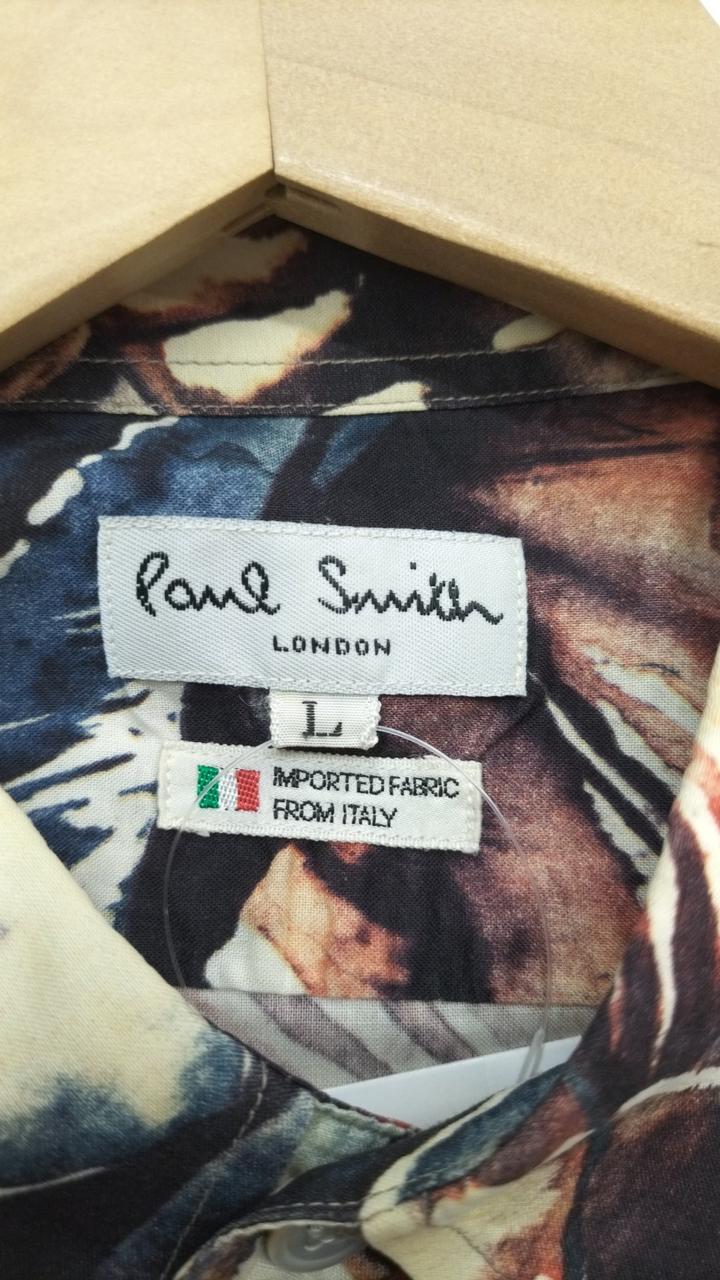 Paul Smith
LONDON
L
IMPORTED FABRIC
FROM ITALY